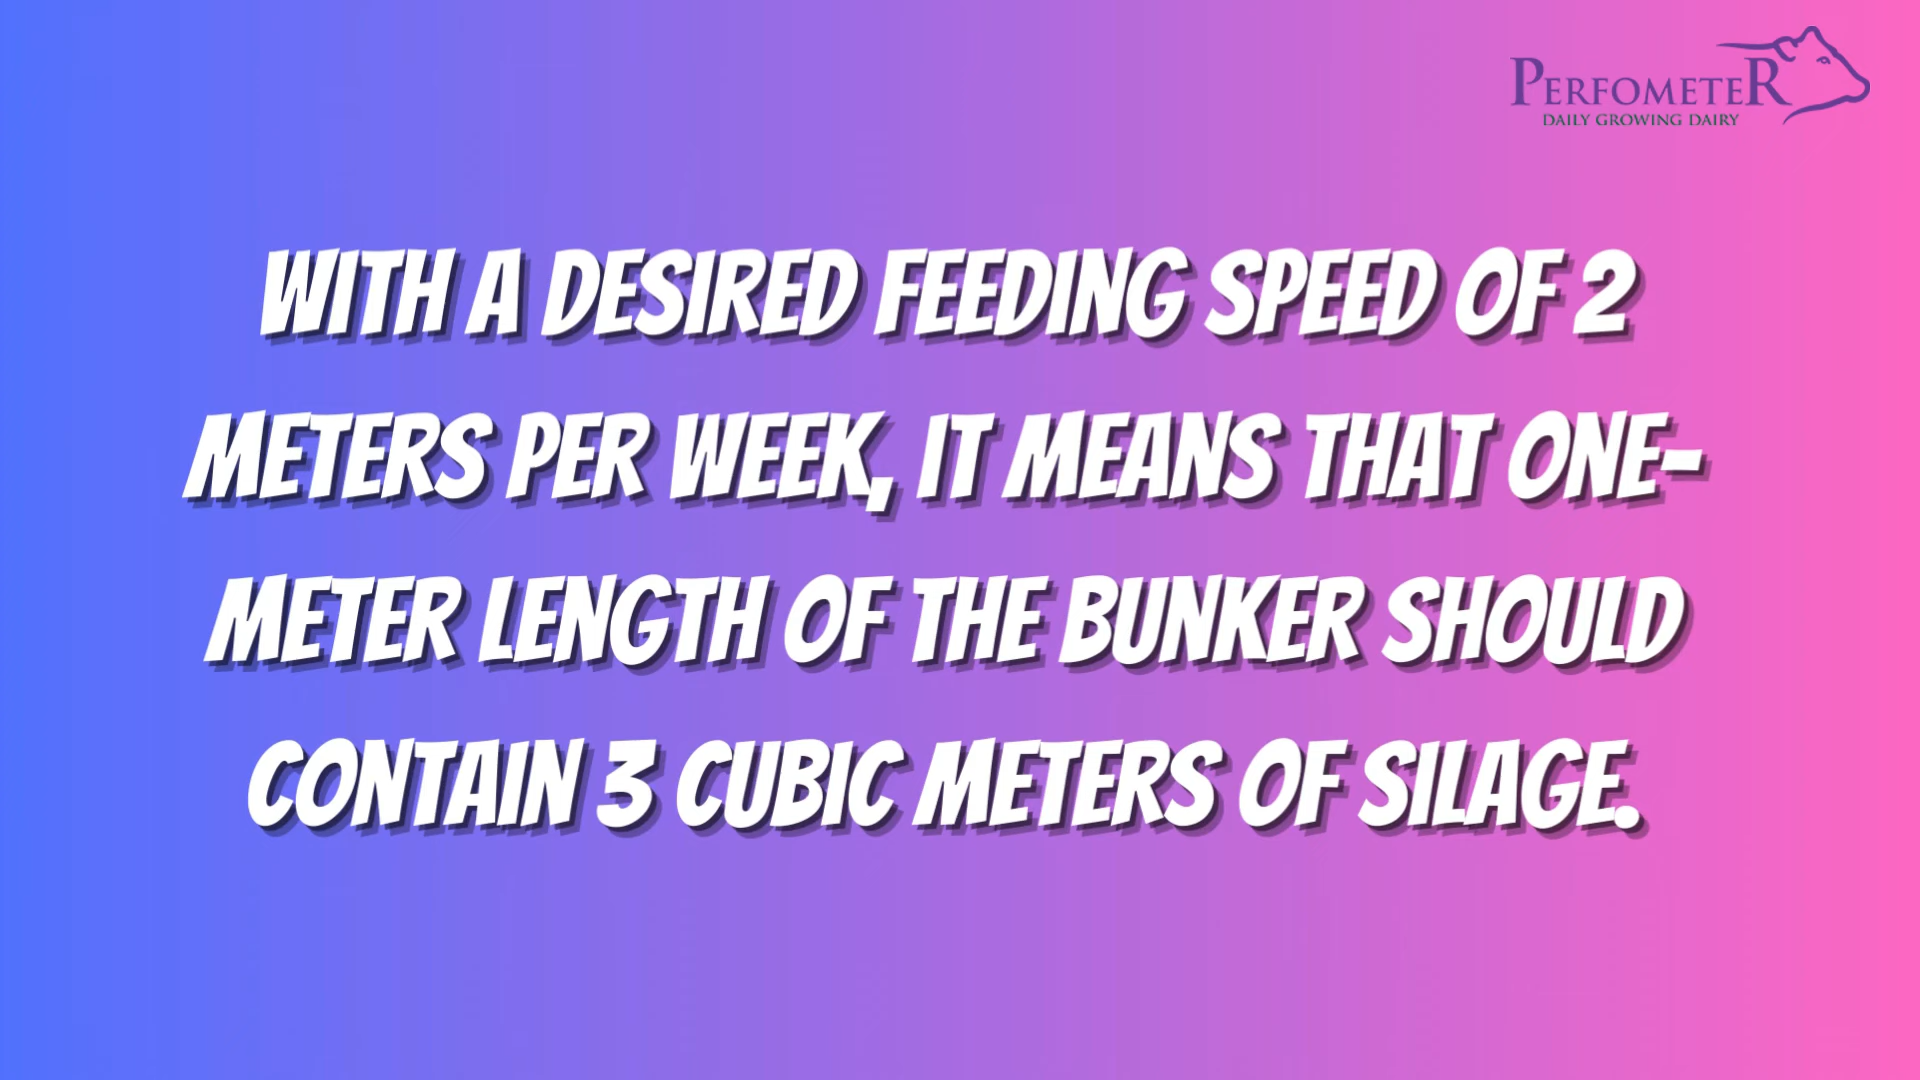 PERFOMETER
DAILY GROWING DAIRY
WITH A DESIRED FEEDING SPEED OF 2
METERS PER WEEK, IT MEANS THAT ONE-
METER LENGTH OF THE BUNKER SHOULD
CONTAIN 3 CUBIC METERS OF SILAGE.